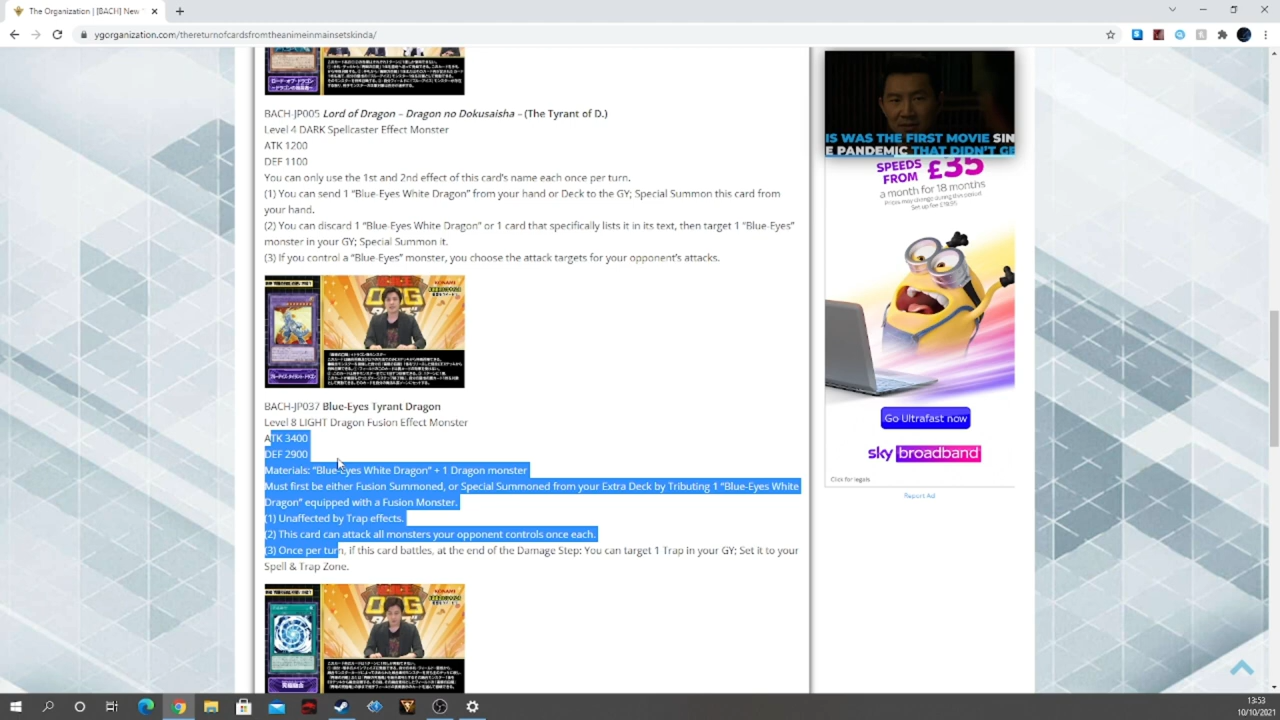 The Organization | [BACH] New
ygorganization.com/thereturnofcardsfromtheanimeinmainsetskinda/
BACH-JP005 Lord of Dragon – Dragon no Dokusaisha – (The Tyrant of D.)
Level 4 DARK Spellcaster Effect Monster
ATK 1200
DEF 1100
You can only use the 1st and 2nd effect of this card's name each once per turn.
(1) You can send 1 “Blue-Eyes White Dragon” from your hand or Deck to the GY; Special Summon this card from
your hand.
(2) You can discard 1 “Blue-Eyes White Dragon” or 1 card that specifically lists it in its text, then target 1 “Blue-Eyes”
monster in your GY; Special Summon it.
(3) If you control a “Blue-Eyes” monster, you choose the attack targets for your opponent's attacks.
BACH-JP037 Blue-Eyes Tyrant Dragon
Level 8 LIGHT Dragon Fusion Effect Monster
ATK 3400
DEF 2900
Materials: “Blue-Eyes White Dragon” + 1 Dragon monster
Must first be either Fusion Summoned, or Special Summoned from your Extra Deck by Tributing 1 “Blue-Eyes White
Dragon” equipped with a Fusion Monster.
(1) Unaffected by Trap effects.
(2) This card can attack all monsters your opponent controls once each.
(3) Once per turn, if this card battles, at the end of the Damage Step: You can target 1 Trap in your GY; Set it to your
Spell & Trap Zone.
IS WAS THE FIRST MOVIE SIN
E PANDEMIC THAT DIDN'T GE
SPEEDS
FROM £35
a month for 18 months
Prices may change during this period.
Go Ultrafast now
sky broadband
Click for legals
Report Ad
13:53
10/10/2021